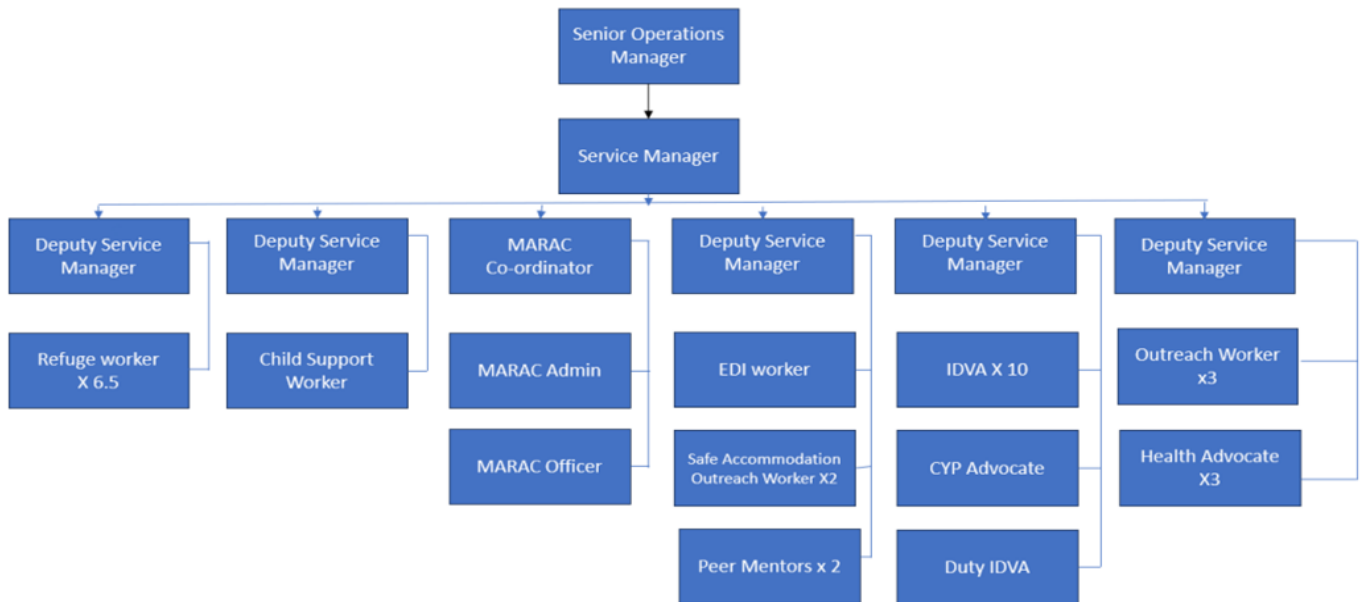 Senior Operations
Manager
Service Manager
Deputy Service
Manager
Deputy Service
Manager
MARAC
Co-ordinator
Deputy Service
Manager
Deputy Service
Manager
Deputy Service
Manager
Refuge worker
X 6.5
Child Support
Worker
MARAC Admin
EDI worker
IDVA X 10
Outreach Worker
x3
MARAC Officer
Safe Accommodation
Outreach Worker X2
CYP Advocate
Health Advocate
X3
Peer Mentors x 2
Duty IDVA